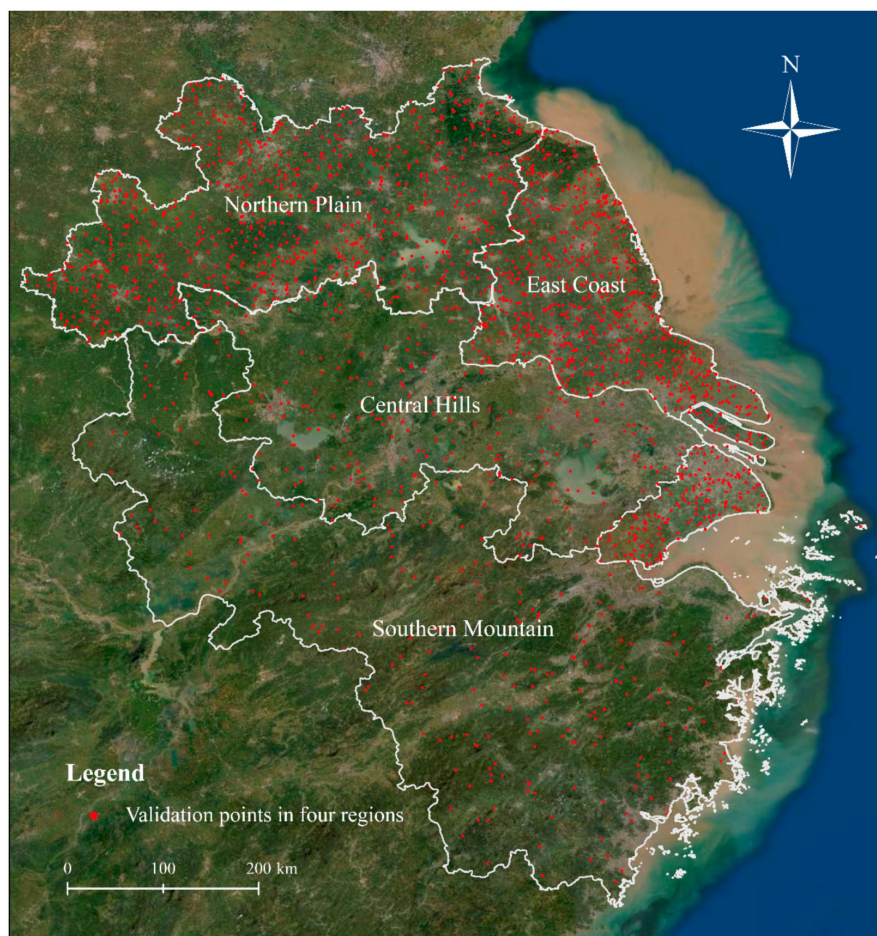 N
Northern Plain
East Coast
Central Hills
Southern Mountain
Legend
Validation points in four regions
0 100 200 km